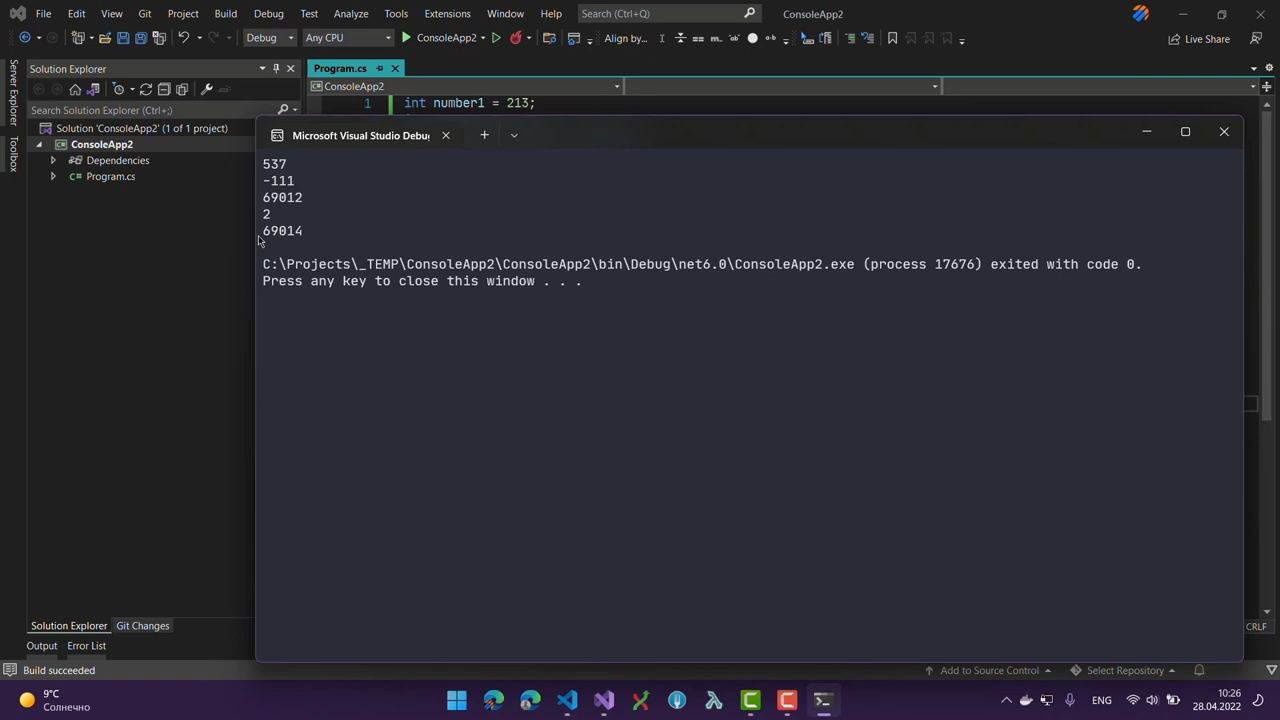 File Edit View Git Project Build Debug Test Analyze Tools Extensions Window Help Search (Ctrl+Q) ConsoleApp2
Debug Any CPU ConsoleApp2 Align by... Live Share
Server Explorer
Toolbox
Solution Explorer
Search Solution Explorer (Ctrl+;)
Solution 'ConsoleApp2' (1 of 1 project)
ConsoleApp2
Dependencies
C# Program.cs
Program.cs
C# ConsoleApp2
1 int number1 = 213;
Microsoft Visual Studio Debug
537
-111
69012
2
69014
C:\Projects\_TEMP\ConsoleApp2\ConsoleApp2\bin\Debug\net6.0\ConsoleApp2.exe (process 17676) exited with code 0.
Press any key to close this window . . .
CRLF
Solution Explorer Git Changes
Output Error List
Build succeeded Add to Source Control Select Repository
9°C
Солнечно
ENG
10:26
28.04.2022